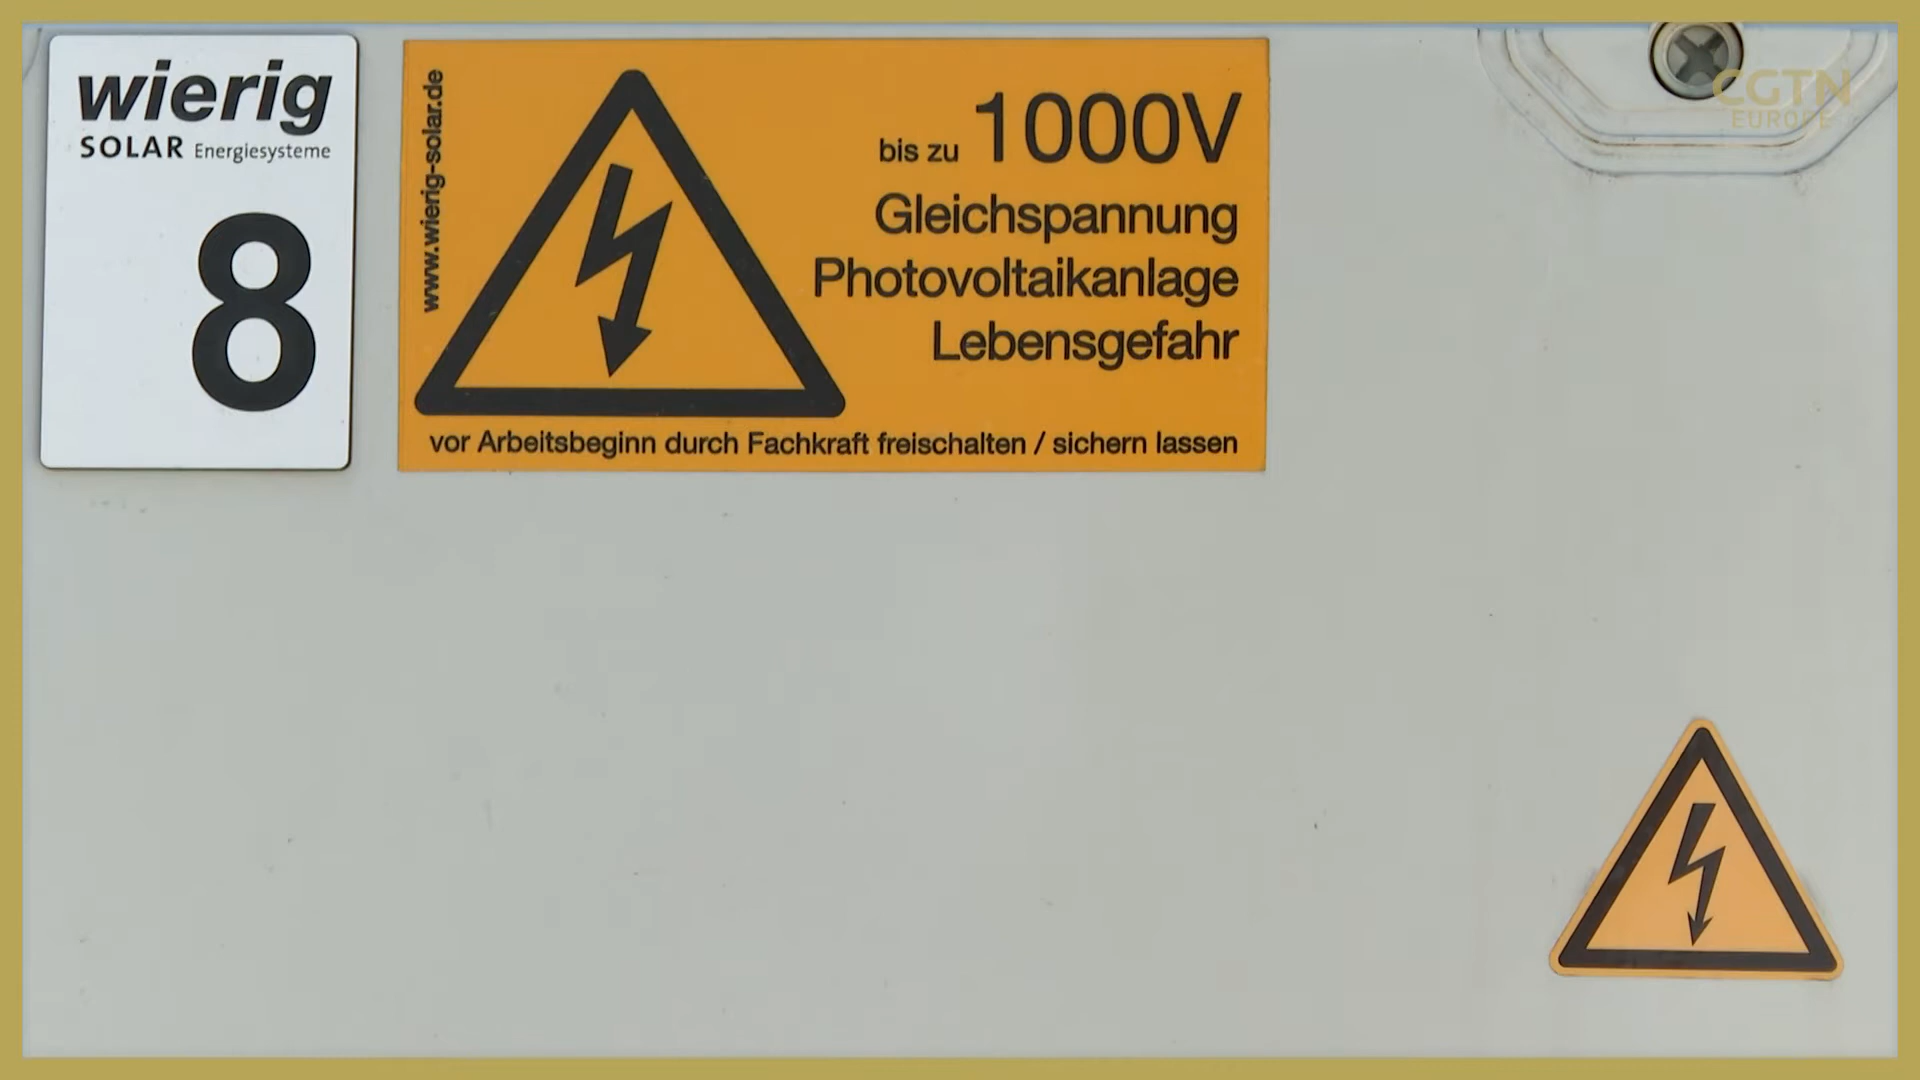 wierig
SOLAR Energiesysteme
8
www.wierig-solar.de
bis zu 1000V
Gleichspannung
Photovoltaikanlage
Lebensgefahr
vor Arbeitsbeginn durch Fachkraft freischalten / sichern lassen
CGTN
EUROPE